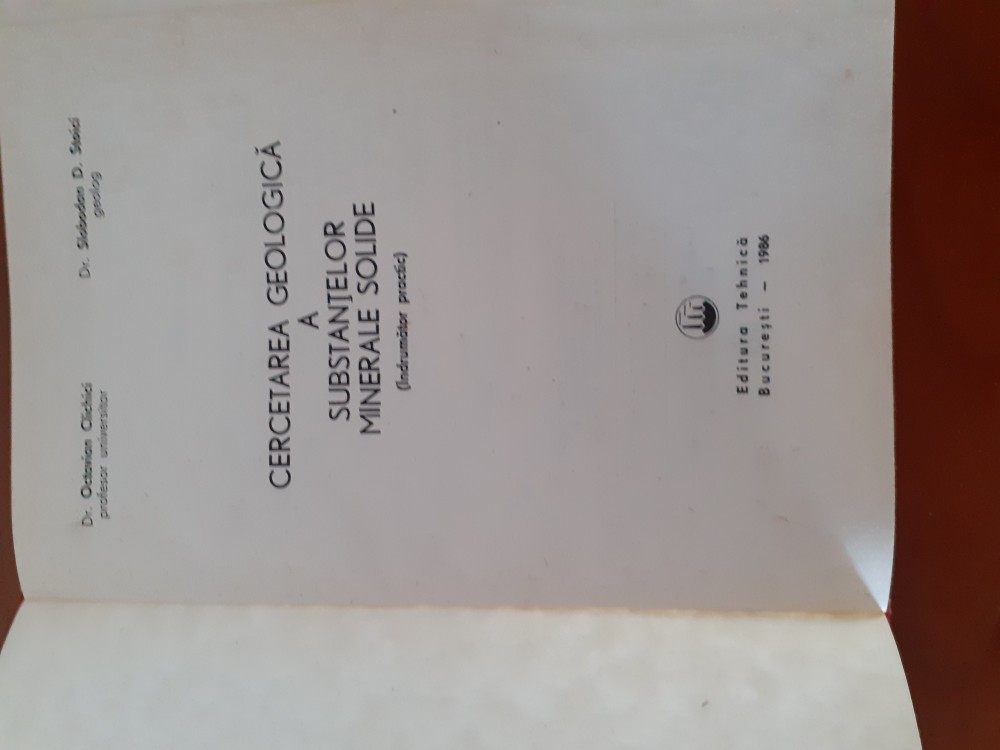 Dr. Octavian Clichici
profesor universitar
Dr. Slobodan D. Stoici
geolog
CERCETAREA GEOLOGICĂ
A
SUBSTANȚELOR
MINERALE SOLIDE
(îndrumător practic)
Editura Tehnică
București — 1986